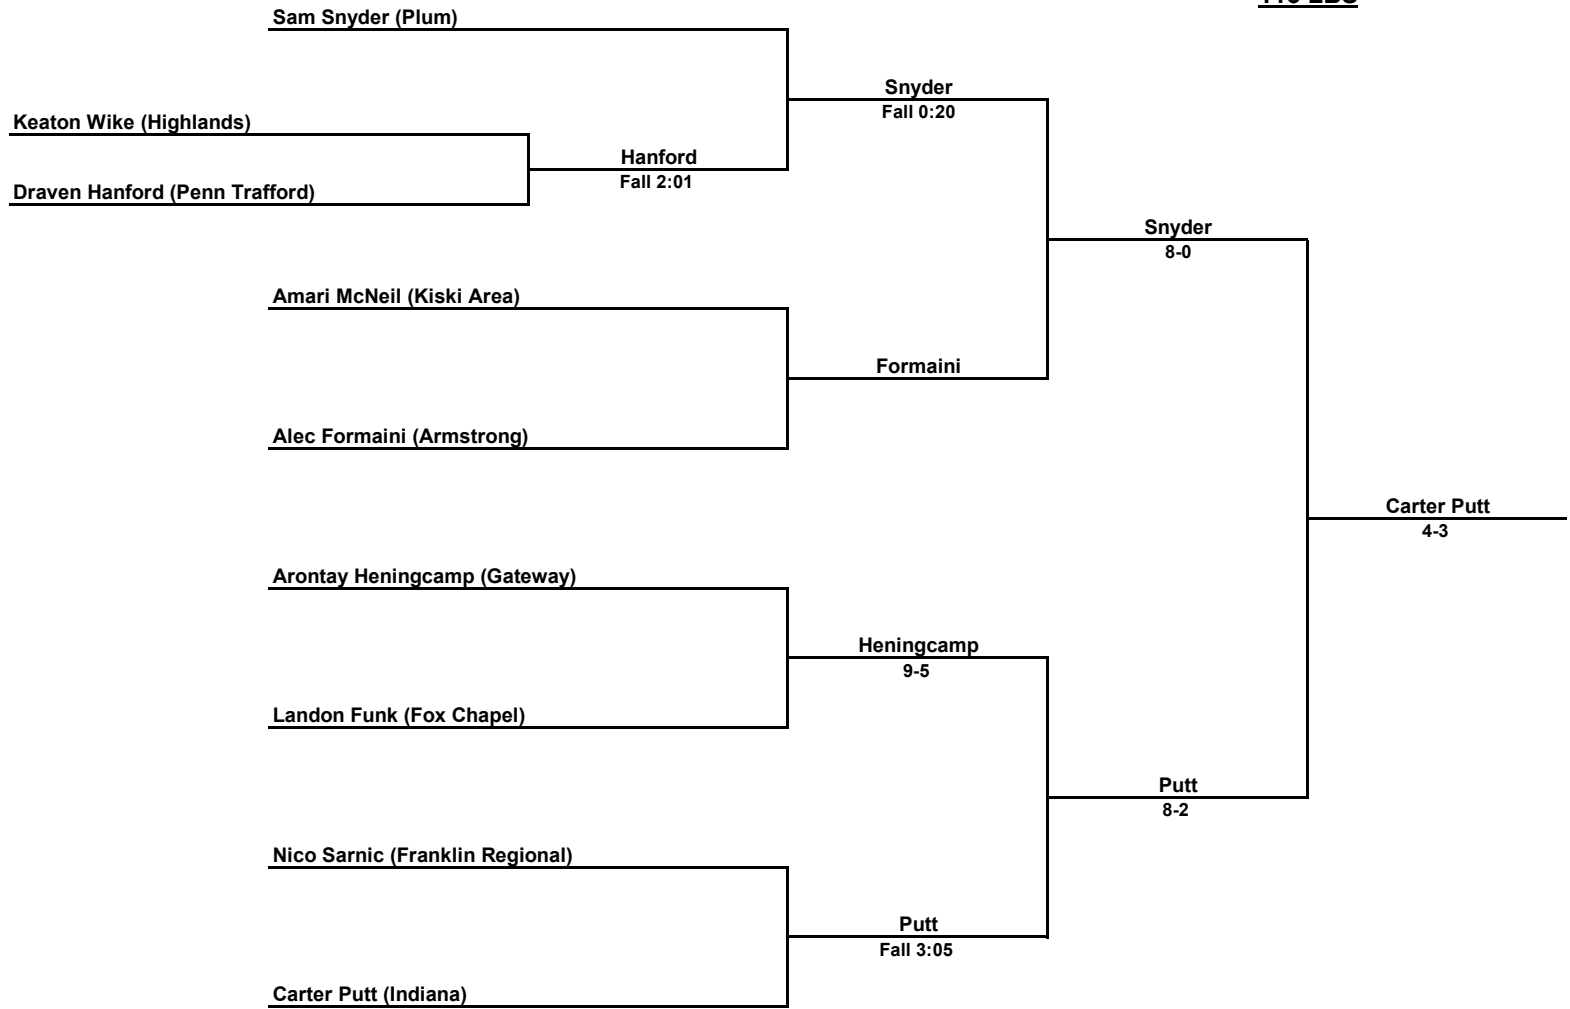 Sam Snyder (Plum)
Snyder
Fall 0:20
Keaton Wike (Highlands)
Hanford
Fall 2:01
Draven Hanford (Penn Trafford)
Snyder
8-0
Amari McNeil (Kiski Area)
Formaini
Alec Formaini (Armstrong)
Carter Putt
4-3
Arontay Heningcamp (Gateway)
Heningcamp
9-5
Landon Funk (Fox Chapel)
Putt
8-2
Nico Sarnic (Franklin Regional)
Putt
Fall 3:05
Carter Putt (Indiana)